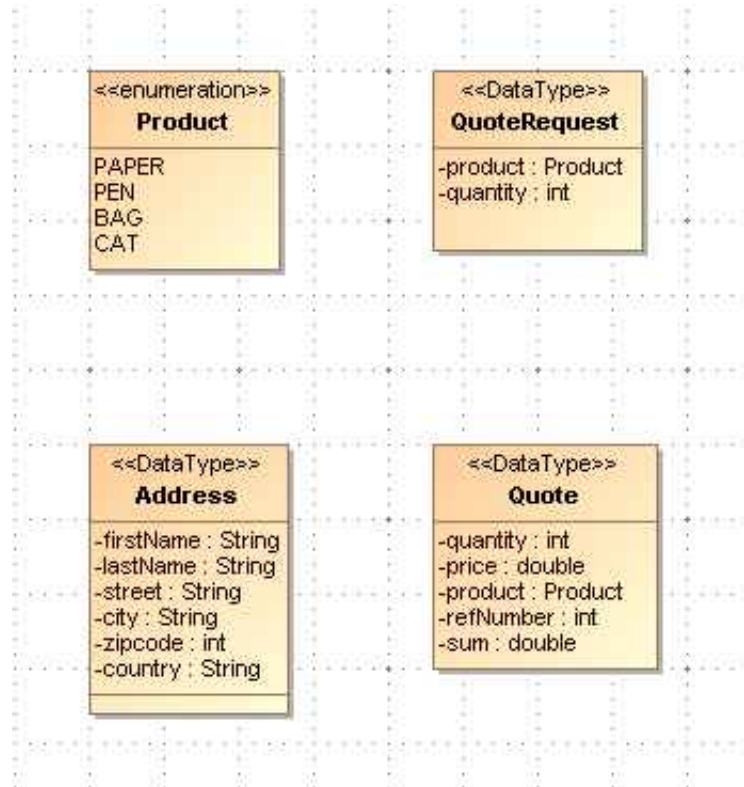 <<enumeration>>
Product
PAPER
PEN
BAG
CAT
<<DataType>>
QuoteRequest
-product : Product
-quantity : int
<<DataType>>
Address
-firstName : String
-lastName : String
-street : String
-city : String
-zipcode : int
-country : String
<<DataType>>
Quote
-quantity : int
-price : double
-product : Product
-refNumber : int
-sum : double